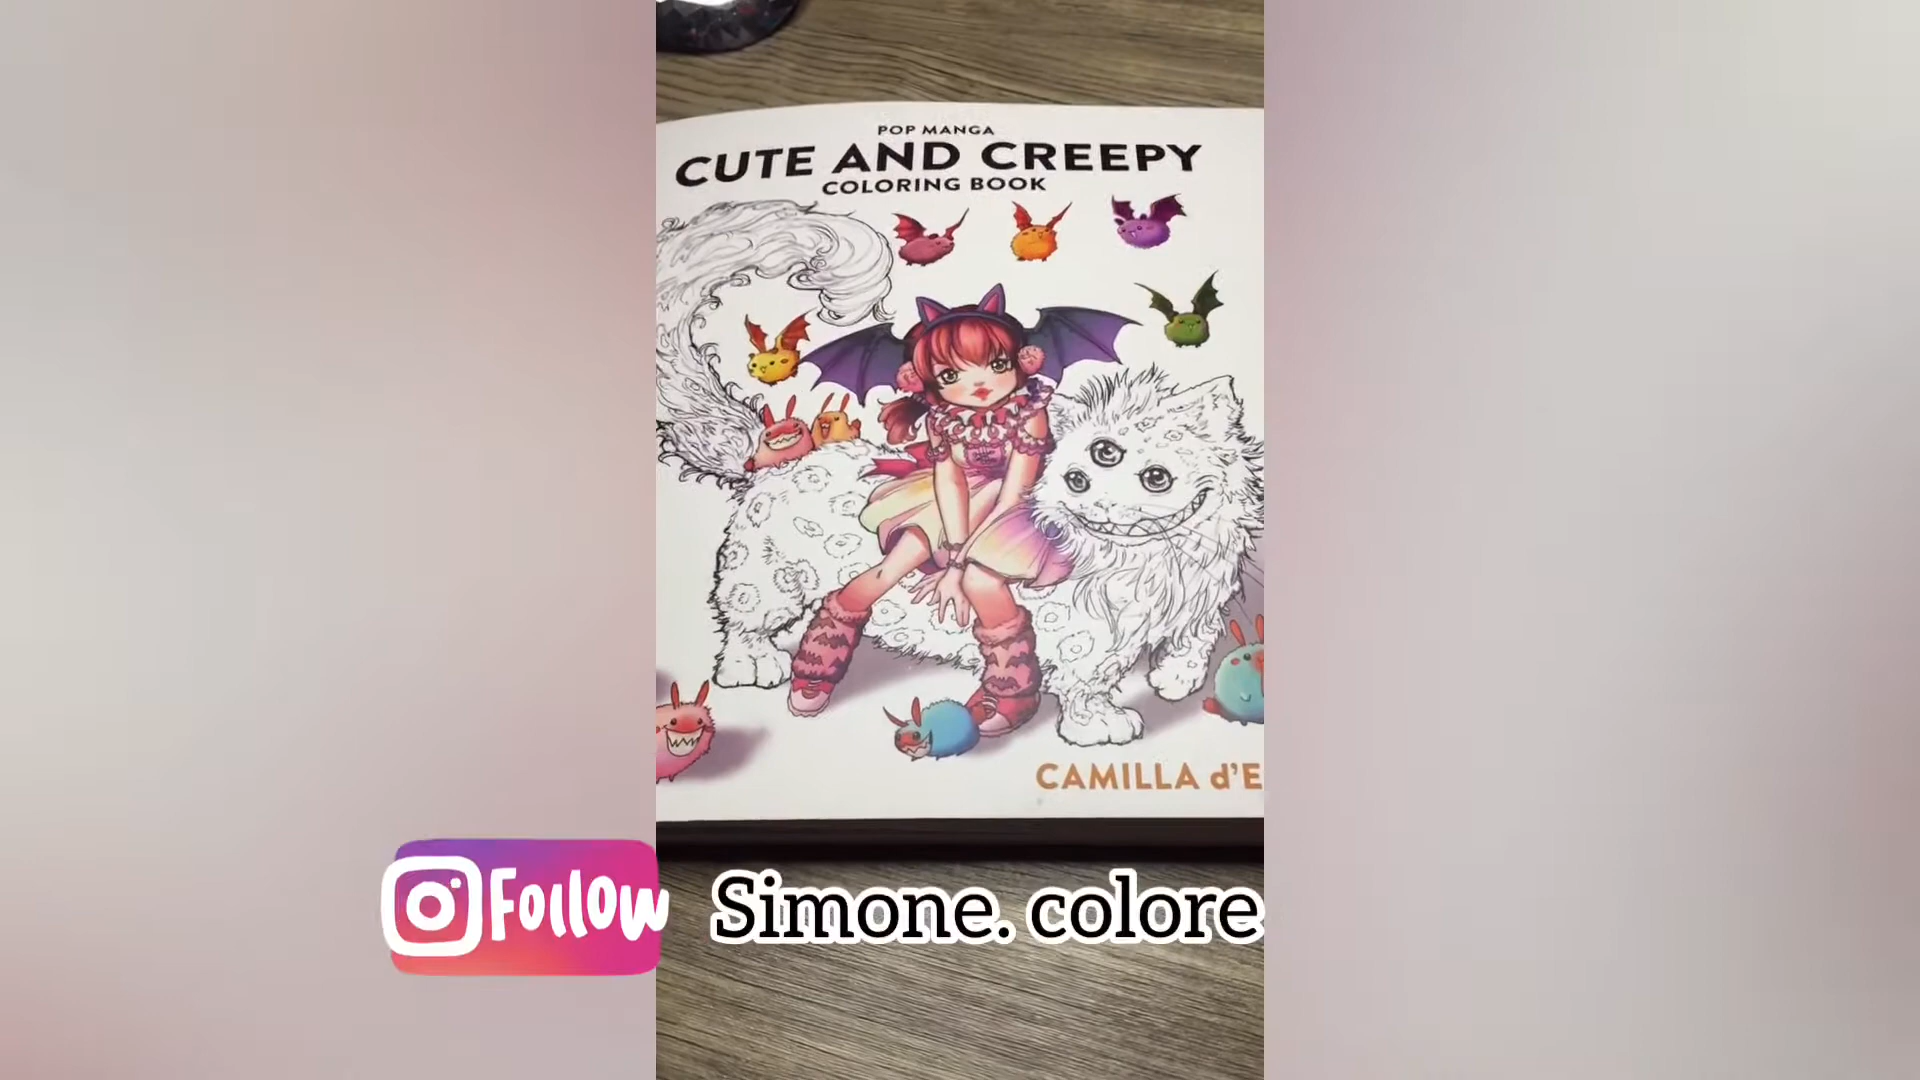 POP MANGA
CUTE AND CREEPY
COLORING BOOK
CAMILLA d'E
Follow
Simone. colore